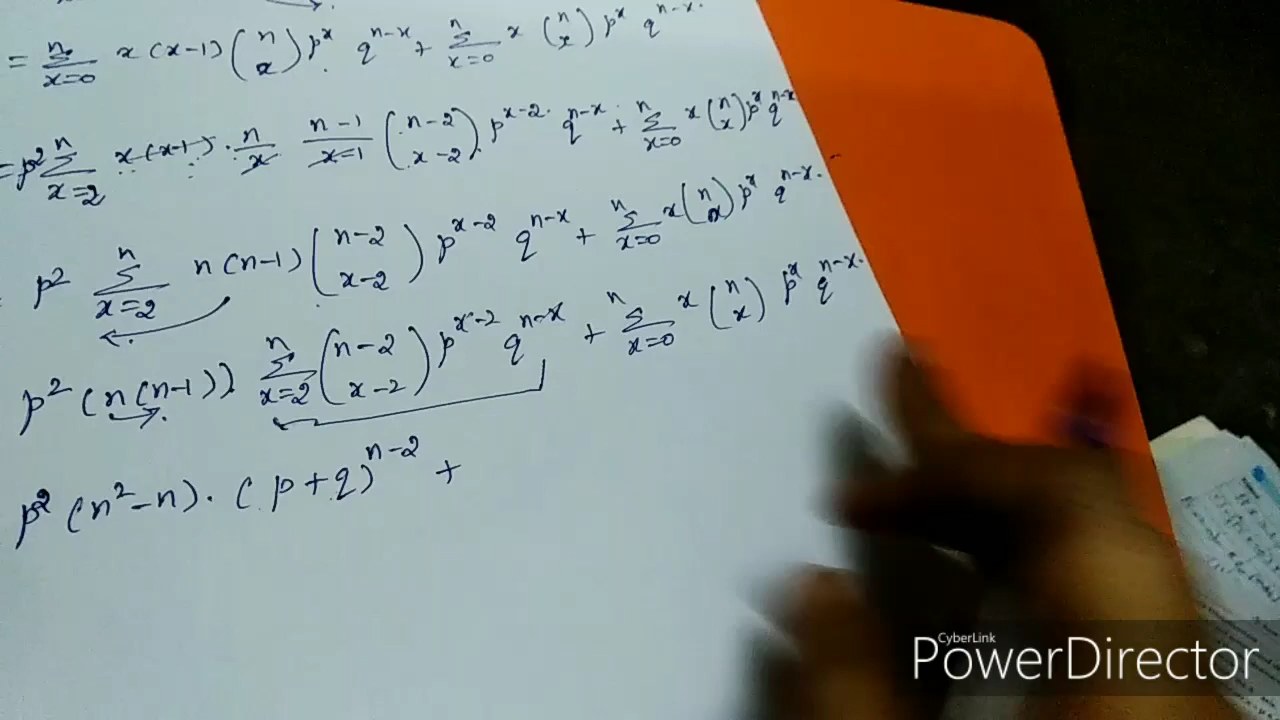 = Σ_{x=0}^{n} x(x-1) (n x) p^x q^{n-x} + Σ_{x=0}^{n} x (n x) p^x q^{n-x}.
= p² Σ_{x=2}^{n} x(x-1) · n/x (n-1)/(x-1) (n-2 x-2) p^{x-2} q^{n-x} + Σ_{x=0}^{n} x (n x) p^x q^{n-x}
p² Σ_{x=2}^{n} n(n-1) (n-2 x-2) p^{x-2} q^{n-x} + Σ_{x=0}^{n} x (n x) p^x q^{n-x}.
p² (n(n-1)) Σ_{x=2}^{n} (n-2 x-2) p^{x-2} q^{n-x} + Σ_{x=0}^{n} x (n x) p^x q^{n-x}.
p² (n²-n) · (p+q)^{n-2} +
CyberLink
PowerDirector